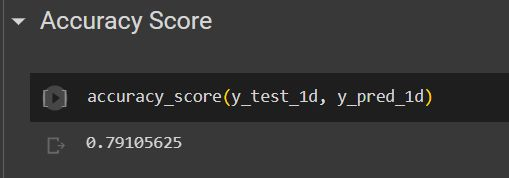 Accuracy Score
accuracy_score(y_test_1d, y_pred_1d)
0.79105625